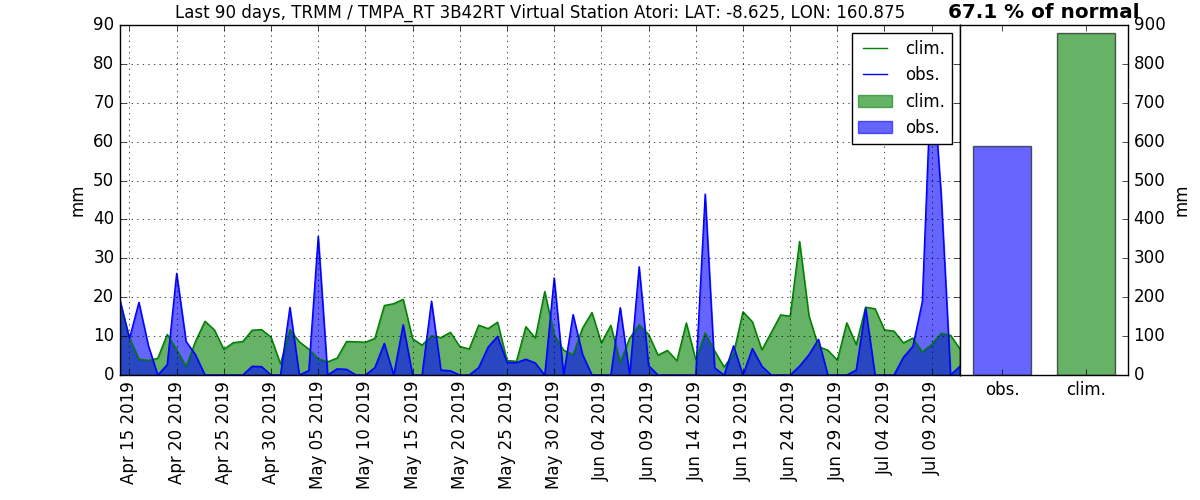 Last 90 days, TRMM / TMPA_RT 3B42RT Virtual Station Atori: LAT: -8.625, LON: 160.875
67.1 % of normal
clim.
obs.
clim.
obs.
mm
90
80
70
60
50
40
30
20
10
0
900
800
700
600
500
400
300
200
100
0
mm
Apr 15 2019
Apr 20 2019
Apr 25 2019
Apr 30 2019
May 05 2019
May 10 2019
May 15 2019
May 20 2019
May 25 2019
May 30 2019
Jun 04 2019
Jun 09 2019
Jun 14 2019
Jun 19 2019
Jun 24 2019
Jun 29 2019
Jul 04 2019
Jul 09 2019
obs.
clim.